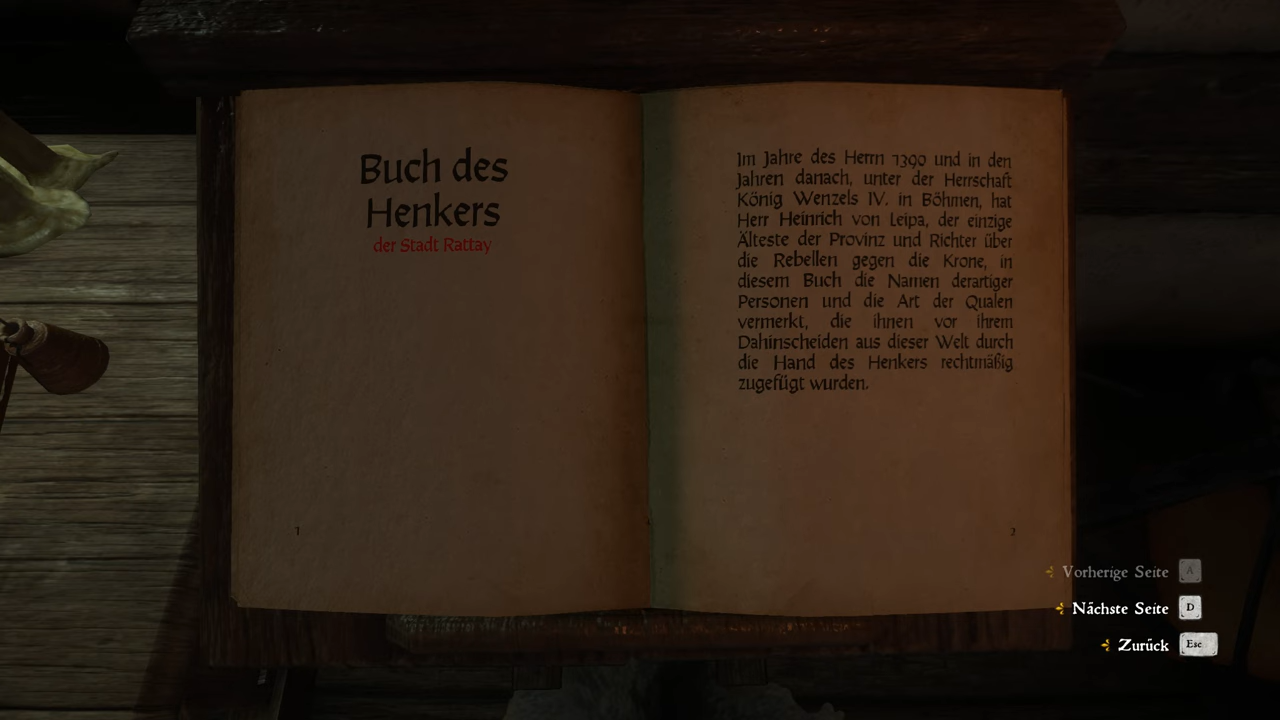 Buch des
Henkers
der Stadt Rattay
1
Im Jahre des Herrn 1390 und in den
Jahren danach, unter der Herrschaft
König Wenzels IV. in Böhmen, hat
Herr Heinrich von Leipa, der einzige
Älteste der Provinz und Richter über
die Rebellen gegen die Krone, in
diesem Buch die Namen derartiger
Personen und die Art der Qualen
vermerkt, die ihnen vor ihrem
Dahinscheiden aus dieser Welt durch
die Hand des Henkers rechtmäßig
zugefügt wurden.
2
Vorherige Seite A
Nächste Seite D
Zurück Esc